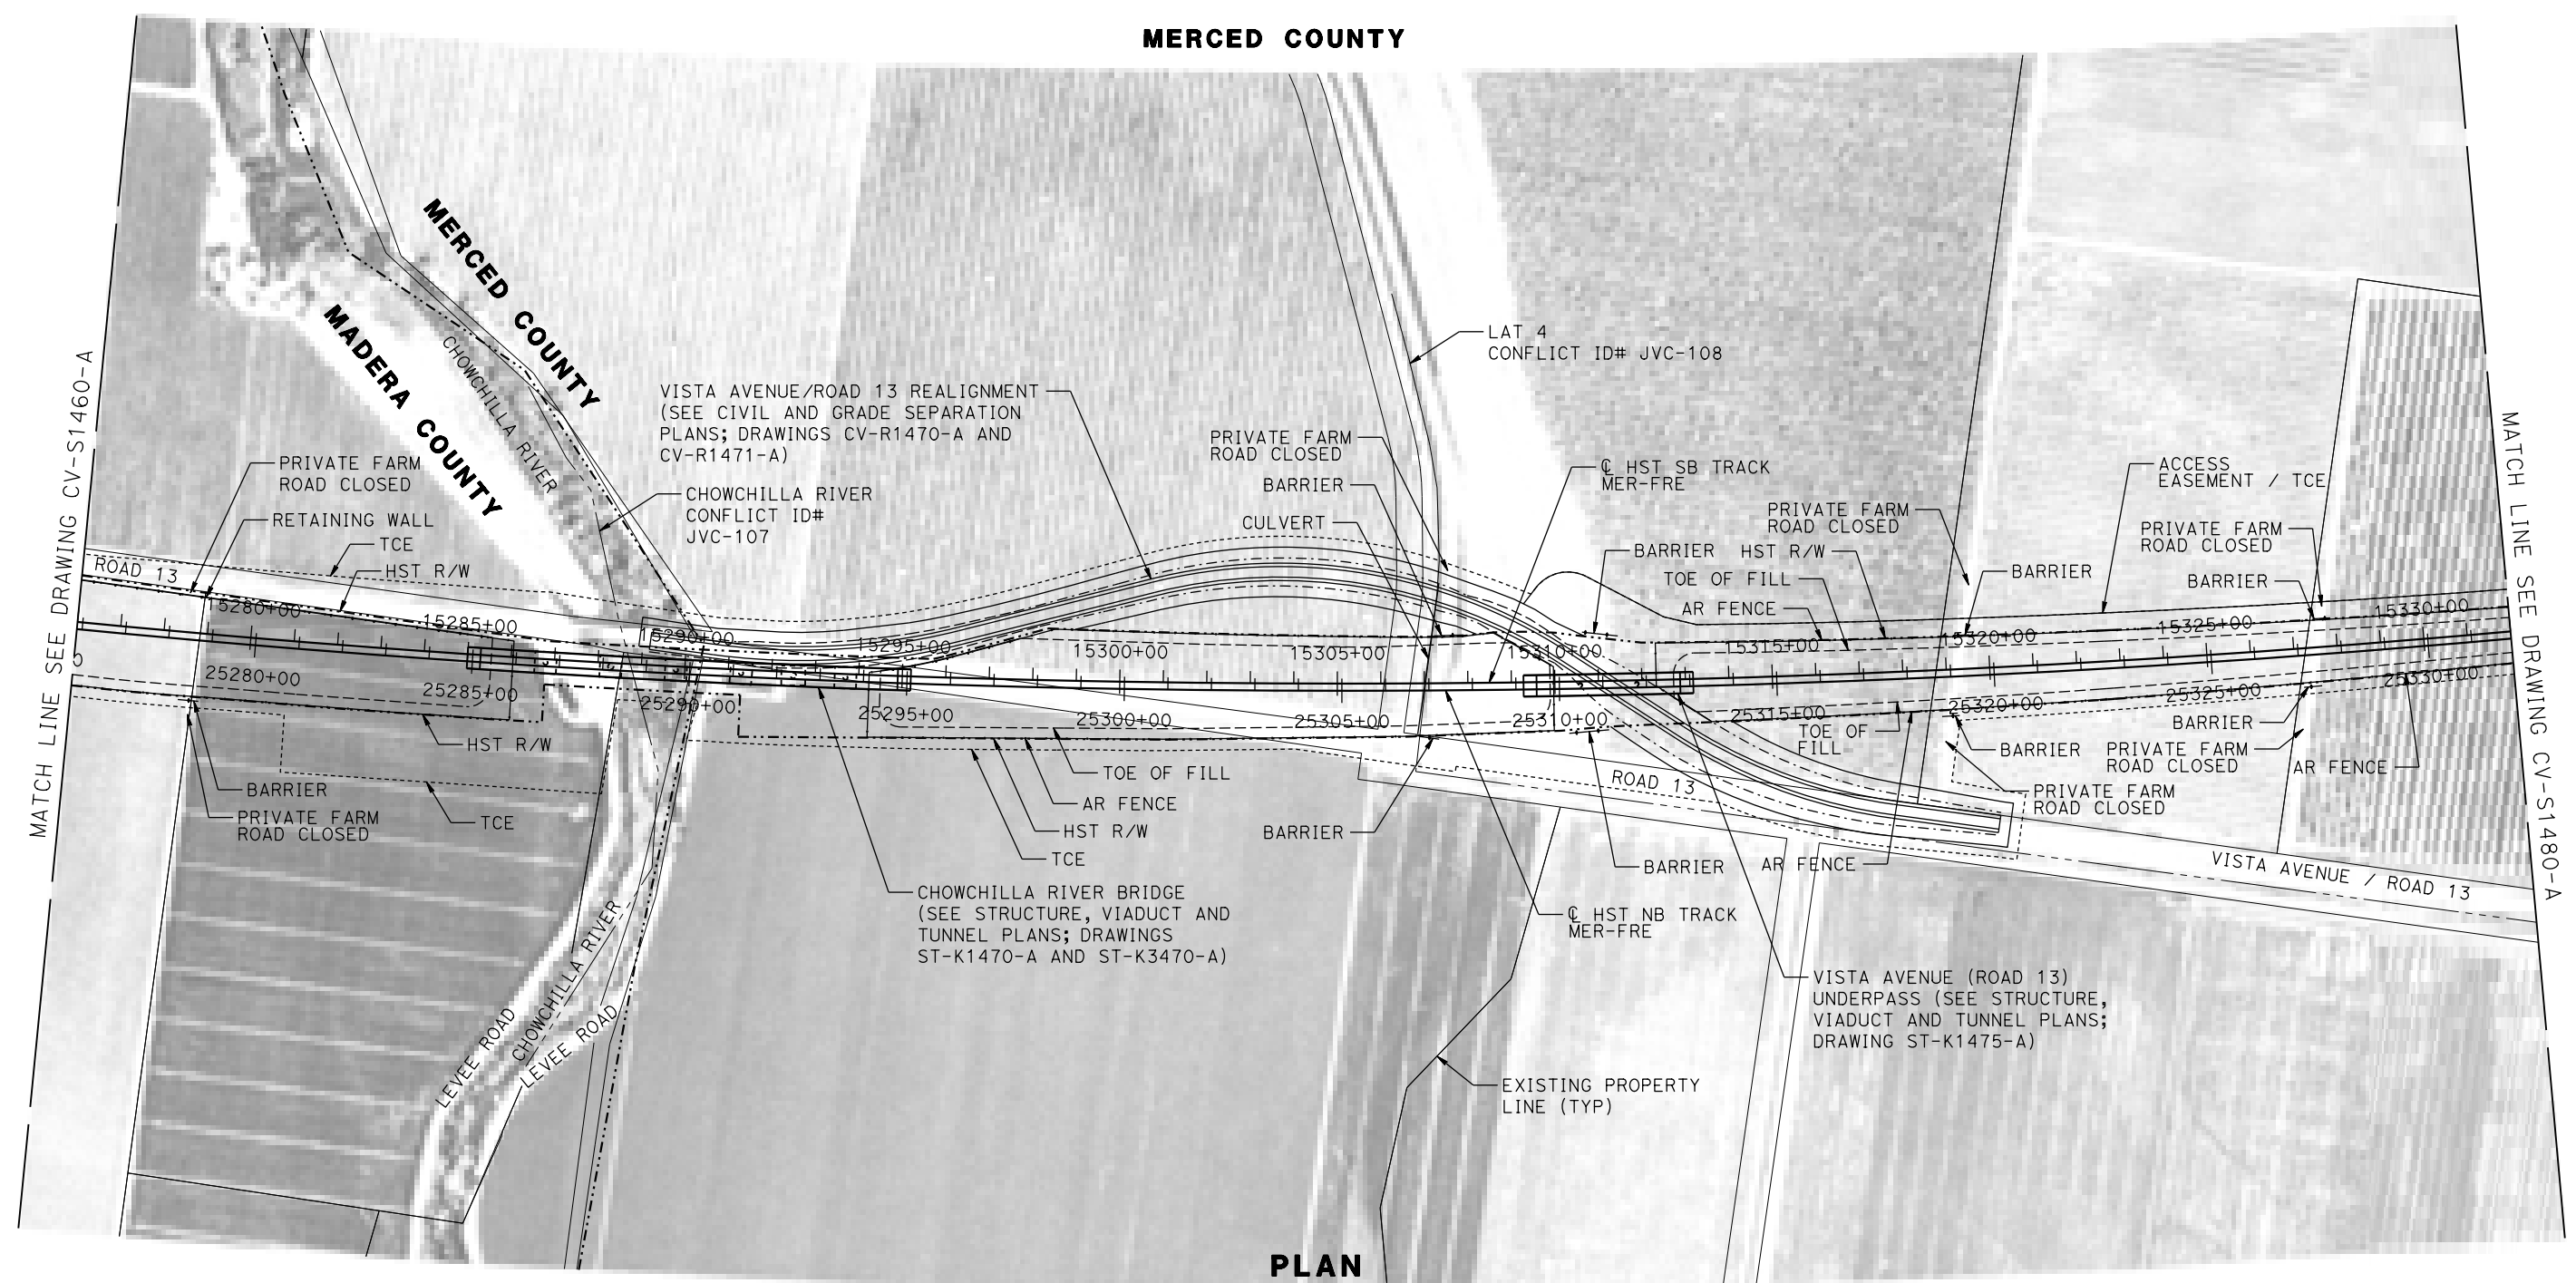 MERCED COUNTY
MERCED COUNTY
MADERA COUNTY
CHOWCHILLA RIVER
MATCH LINE SEE DRAWING CV-S1460-A
MATCH LINE SEE DRAWING CV-S1480-A
LAT 4
CONFLICT ID# JVC-108
VISTA AVENUE/ROAD 13 REALIGNMENT
(SEE CIVIL AND GRADE SEPARATION
PLANS; DRAWINGS CV-R1470-A AND
CV-R1471-A)
CHOWCHILLA RIVER
CONFLICT ID#
JVC-107
PRIVATE FARM
ROAD CLOSED
RETAINING WALL
TCE
HST R/W
ROAD 13
PRIVATE FARM
ROAD CLOSED
BARRIER
CULVERT
℄ HST SB TRACK
MER-FRE
BARRIER
HST R/W
TOE OF FILL
AR FENCE
PRIVATE FARM
ROAD CLOSED
BARRIER
ACCESS
EASEMENT / TCE
PRIVATE FARM
ROAD CLOSED
BARRIER
15280+00
15285+00
15290+00
15295+00
15300+00
15305+00
15310+00
15315+00
15320+00
15325+00
15330+00
0
25280+00
25285+00
25290+00
25295+00
25300+00
25305+00
25310+00
25315+00
25320+00
25325+00
25330+00
HST R/W
BARRIER
PRIVATE FARM
ROAD CLOSED
TCE
TOE OF FILL
AR FENCE
HST R/W
TCE
BARRIER
CHOWCHILLA RIVER BRIDGE
(SEE STRUCTURE, VIADUCT AND
TUNNEL PLANS; DRAWINGS
ST-K1470-A AND ST-K3470-A)
ROAD 13
BARRIER
AR FENCE
TOE OF
FILL
BARRIER
PRIVATE FARM
ROAD CLOSED
BARRIER
PRIVATE FARM
ROAD CLOSED
AR FENCE
VISTA AVENUE / ROAD 13
℄ HST NB TRACK
MER-FRE
VISTA AVENUE (ROAD 13)
UNDERPASS (SEE STRUCTURE,
VIADUCT AND TUNNEL PLANS;
DRAWING ST-K1475-A)
EXISTING PROPERTY
LINE (TYP)
LEVEE ROAD
CHOWCHILLA RIVER
LEVEE ROAD
PLAN